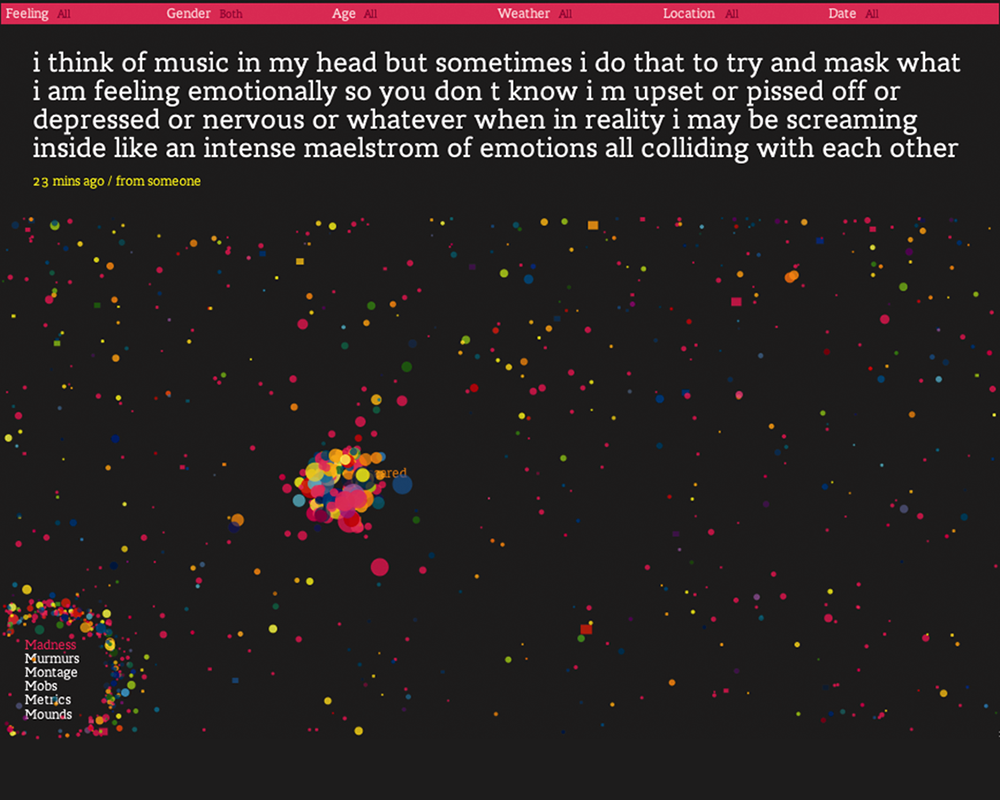 Feeling All Gender Both Age All Weather All Location All Date All
i think of music in my head but sometimes i do that to try and mask what
i am feeling emotionally so you don t know i m upset or pissed off or
depressed or nervous or whatever when in reality i may be screaming
inside like an intense maelstrom of emotions all colliding with each other
23 mins ago / from someone
Madness
Murmurs
Montage
Mobs
Metrics
Mounds